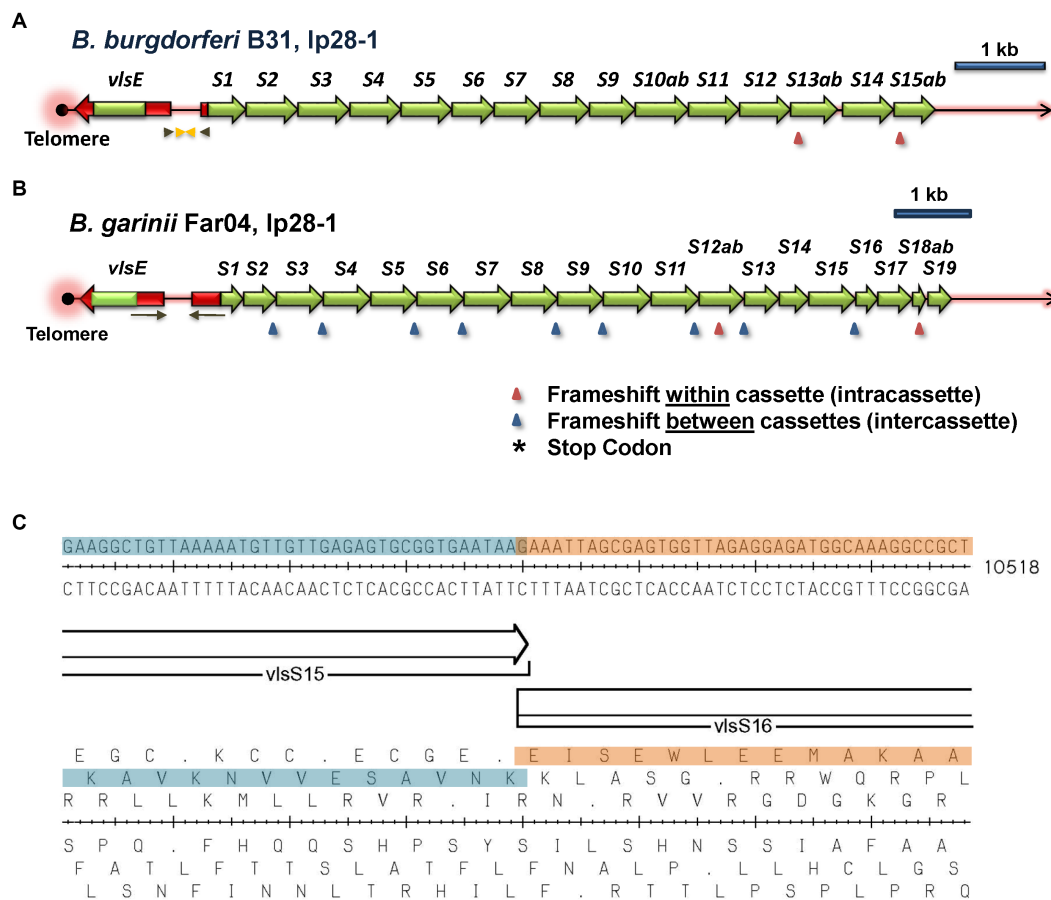 A
B. burgdorferi B31, lp28-1
1 kb
vlsE S1 S2 S3 S4 S5 S6 S7 S8 S9 S10ab S11 S12 S13ab S14 S15ab
Telomere
B
1 kb
B. garinii Far04, lp28-1
S12ab S14 S16 S18ab
vlsE S1 S2 S3 S4 S5 S6 S7 S8 S9 S10 S11 S13 S15 S17 S19
Telomere
Frameshift within cassette (intracassette)
Frameshift between cassettes (intercassette)
* Stop Codon
C
GAAGGCTGTTAAAAATGTTGTTGAGAGTGCGGTGAATAAGAAATTAGCGAGTGGTTAGAGGAGATGGCAAAGGCCGCT
10518
CTTCCGACAATTTTTACAACAACTCTCACGCCACTTATTCTTTAATCGCTCACCAATCTCCTCTACCGTTTCCGGCGA
vlsS15
vlsS16
E G C . K C C . E C G E . E I S E W L E E M A K A A
K A V K N V V E S A V N K K L A S G . R R W Q R P L
R R L L K M L L R V R . I R N . R V V R G D G K G R
S P Q . F H Q Q S H P S Y S I L S H N S S I A F A A
F A T L F T T S L A T F L F N A L P . L L H C L G S
L S N F I N N L T R H I L F . R T T L P S P L P R Q